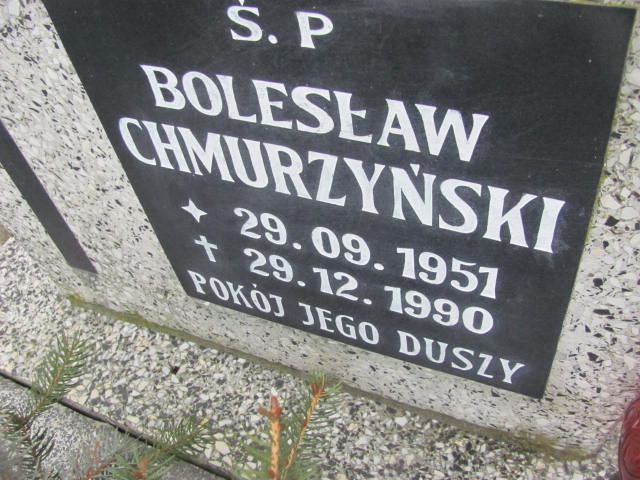 Ś. P
BOLESŁAW
CHMURZYŃSKI
29. 09. 1951
29. 12. 1990
POKÓJ JEGO DUSZY